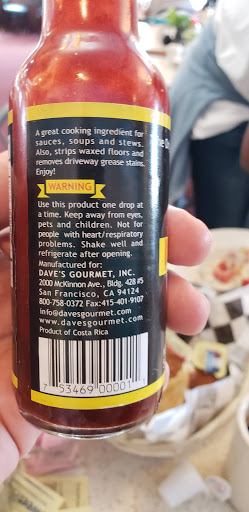 A great cooking ingredient for
sauces, soups and stews.
Also, strips waxed floors and
removes driveway grease stains.
Enjoy!
WARNING
Use this product one drop at
a time. Keep away from eyes,
pets and children. Not for
people with heart/respiratory
problems. Shake well and
refrigerate after opening.
Manufactured for:
DAVE'S GOURMET, INC.
2000 McKinnon Ave., Bldg. 428 #5
San Francisco, CA 94124
800-758-0372 Fax:415-401-9107
info@davesgourmet.com
www.davesgourmet.com
Product of Costa Rica
7 53469 00001 1